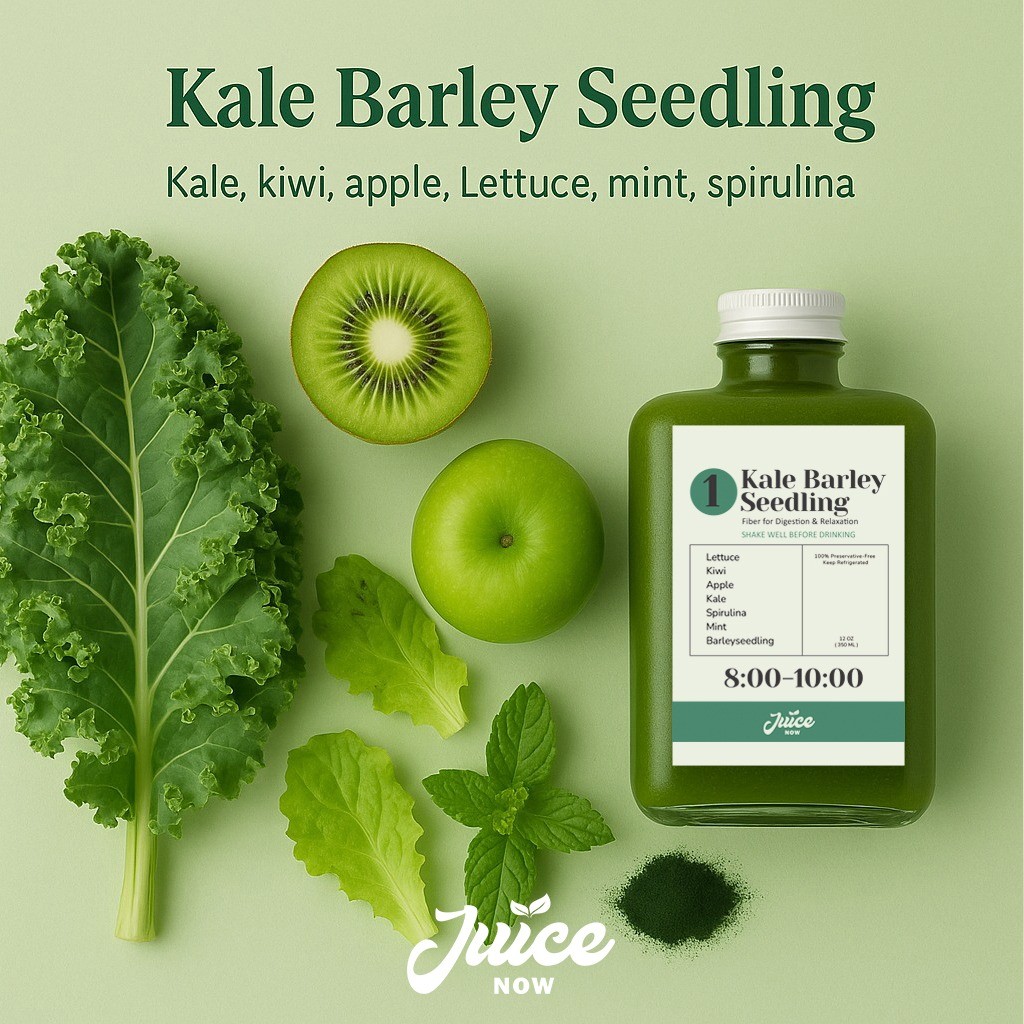 Kale Barley Seedling
Kale, kiwi, apple, Lettuce, mint, spirulina
1
Kale Barley
Seedling
Fiber for Digestion & Relaxation
SHAKE WELL BEFORE DRINKING
Lettuce
Kiwi
Apple
Kale
Spirulina
Mint
Barleyseedling
100% Preservative-Free
Keep Refrigerated
12 OZ
(350 ML)
8:00-10:00
Juice
NOW
Juice
NOW